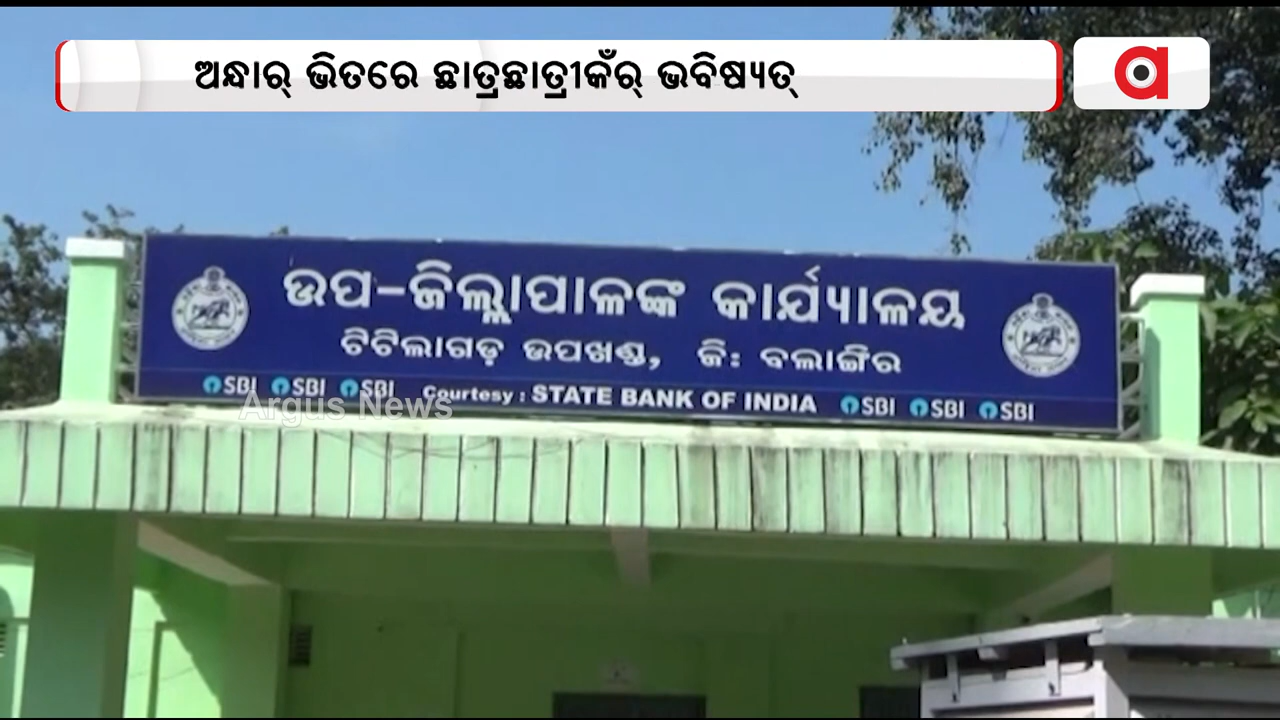 ଅନ୍ଧାର୍ ଭିତରେ ଛାତ୍ରଛାତ୍ରୀକଁର୍ ଭବିଷ୍ୟତ୍
ଉପ-ଜିଲ୍ଲାପାଳଙ୍କ କାର୍ଯ୍ୟାଳୟ
ଟିଟିଲାଗଡ଼ ଉପଖଣ୍ଡ, ଜିଃ ବଲାଙ୍ଗିର
SBI SBI SBI Courtesy : STATE BANK OF INDIA SBI SBI SBI
Argus News